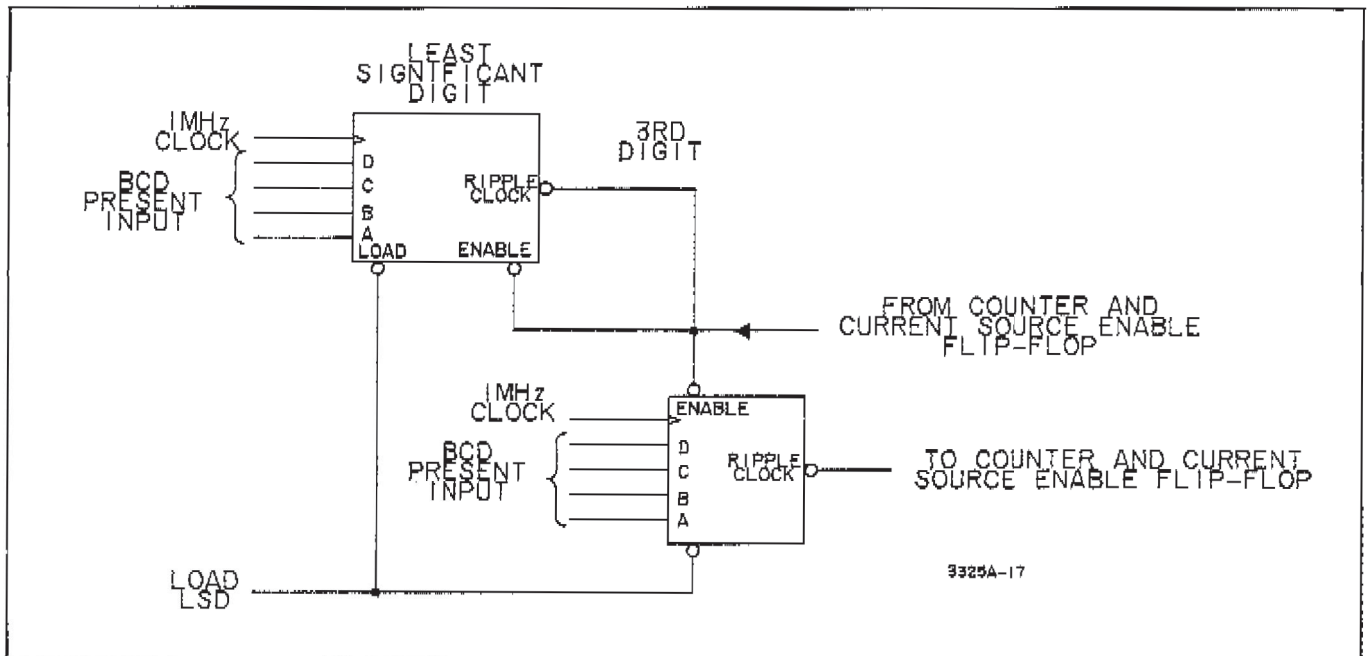 LEAST
SIGNIFICANT
DIGIT
1MHz
CLOCK
BCD
PRESENT
INPUT
D
C
B
A
LOAD
ENABLE
RIPPLE
CLOCK
3RD
DIGIT
FROM COUNTER AND
CURRENT SOURCE ENABLE
FLIP-FLOP
1MHz
CLOCK
BCD
PRESENT
INPUT
ENABLE
D
C
B
A
RIPPLE
CLOCK
TO COUNTER AND CURRENT
SOURCE ENABLE FLIP-FLOP
LOAD
LSD
3325A-17